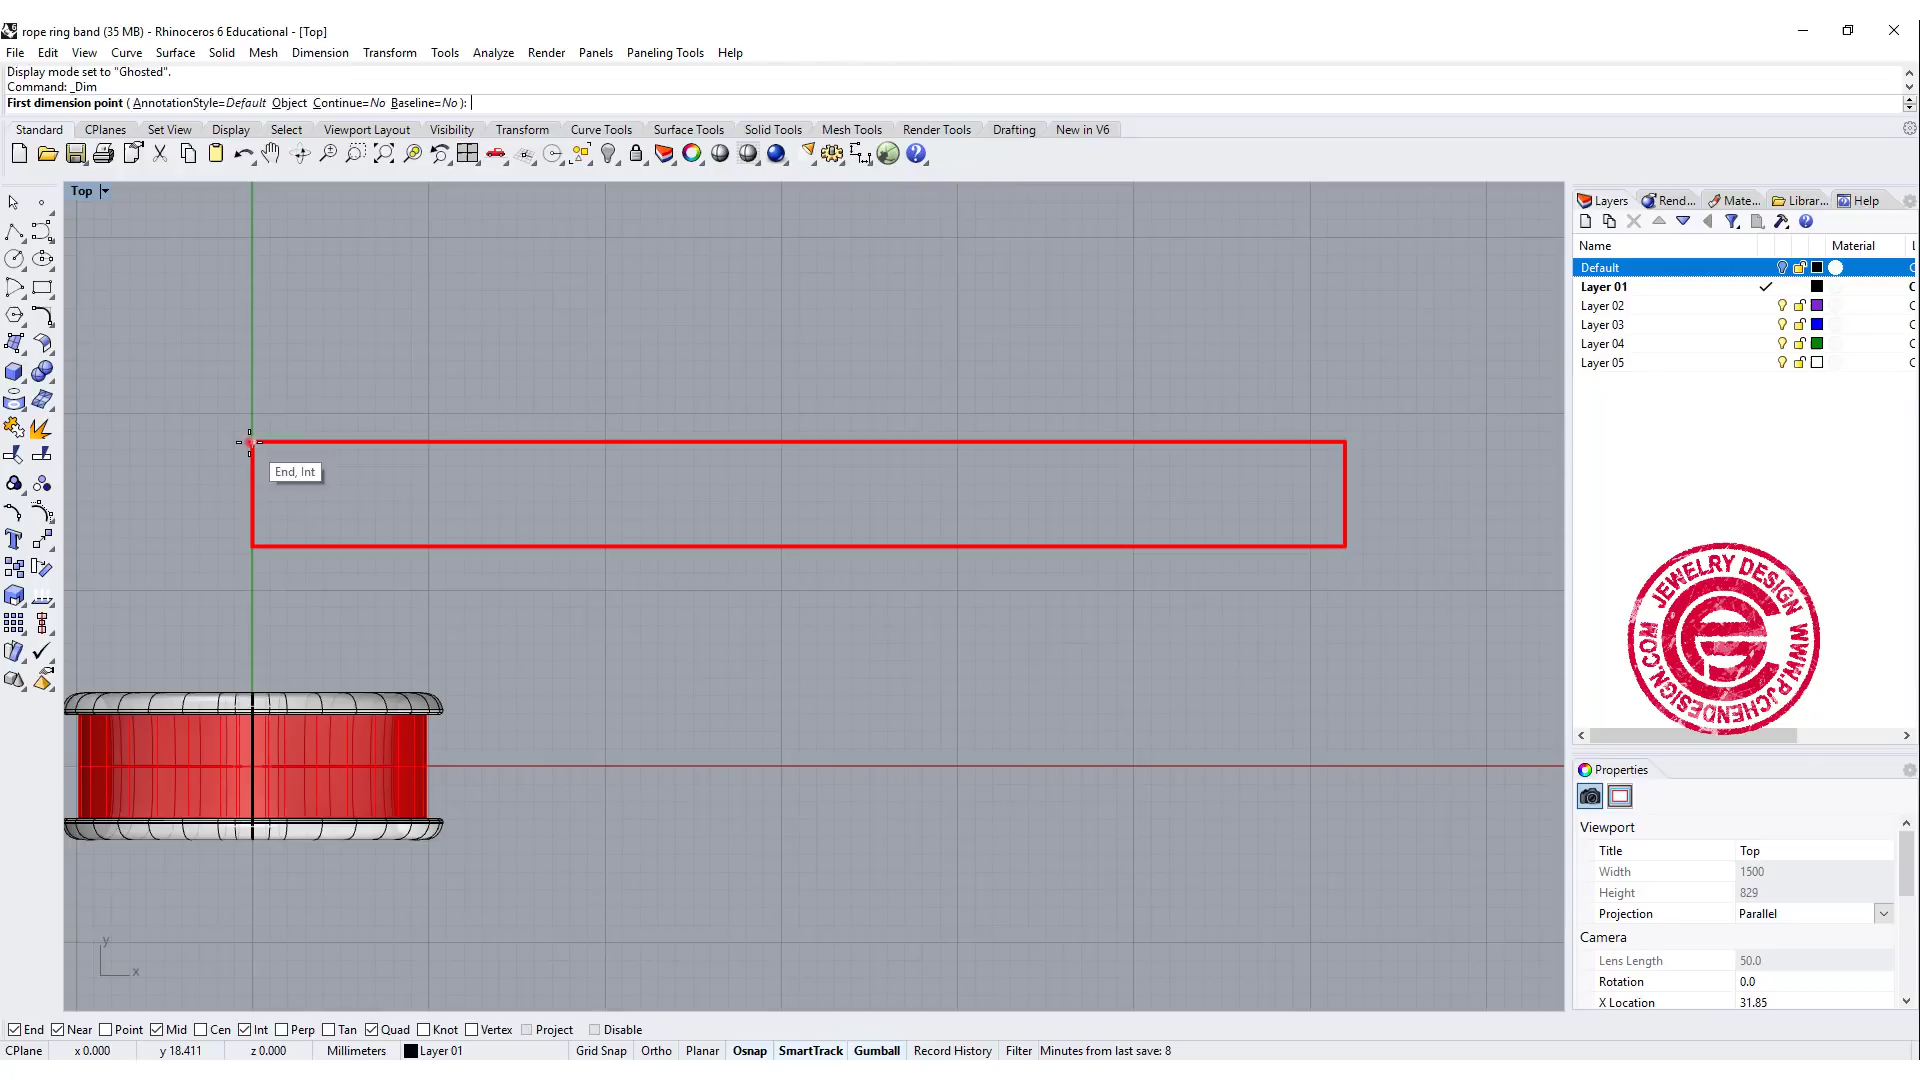 rope ring band (35 MB) - Rhinoceros 6 Educational - [Top]
File Edit View Curve Surface Solid Mesh Dimension Transform Tools Analyze Render Panels Paneling Tools Help
Display mode set to "Ghosted".
Command: _Dim
First dimension point ( AnnotationStyle=Default Object Continue=No Baseline=No ):
Standard CPlanes Set View Display Select Viewport Layout Visibility Transform Curve Tools Surface Tools Solid Tools Mesh Tools Render Tools Drafting New in V6
Top
Layers Rend... Mate... Librar... Help
Name Material L
Default C
Layer 01 C
Layer 02 C
Layer 03 C
Layer 04 C
Layer 05 C
End, Int
JEWELRY DESIGN WWW.PJCHENDESIGN.COM
Properties
Viewport
Title Top
Width 1500
Height 829
Projection Parallel
Camera
Lens Length 50.0
Rotation 0.0
X Location 31.85
y
x
End Near Point Mid Cen Int Perp Tan Quad Knot Vertex Project Disable
CPlane x 0.000 y 18.411 z 0.000 Millimeters Layer 01 Grid Snap Ortho Planar Osnap SmartTrack Gumball Record History Filter Minutes from last save: 8